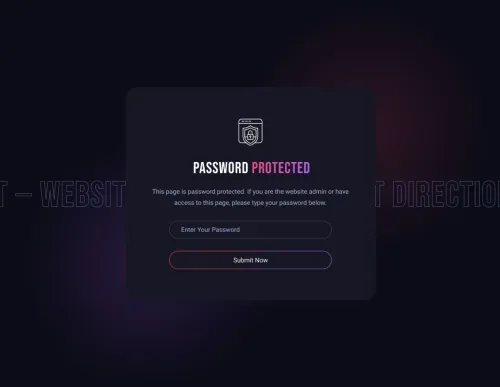 PASSWORD PROTECTED
T – WEBSIT
T DIRECTION
This page is password protected. If you are the website admin or have
access to this page, please type your password below.
Enter Your Password
Submit Now